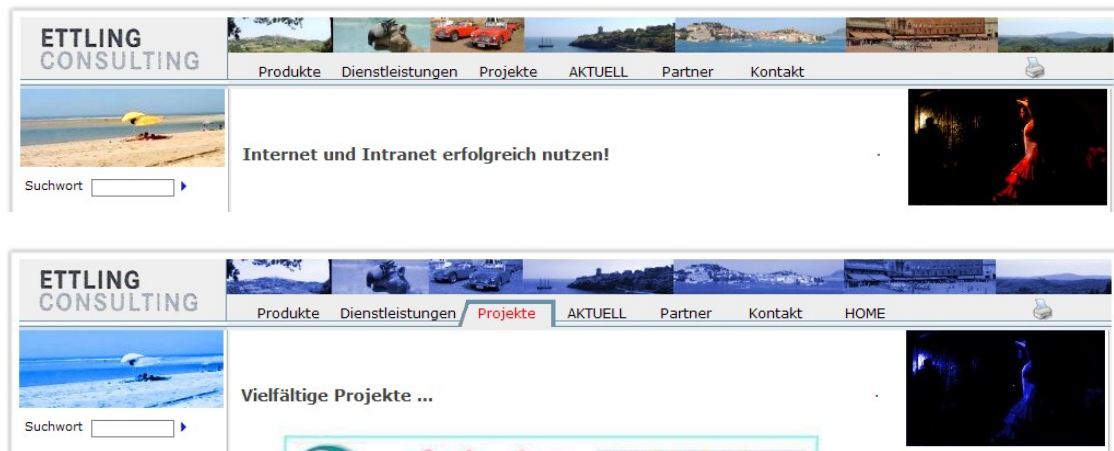 ETTLING
CONSULTING
Produkte Dienstleistungen Projekte AKTUELL Partner Kontakt
Internet und Intranet erfolgreich nutzen!
Suchwort
ETTLING
CONSULTING
Produkte Dienstleistungen Projekte AKTUELL Partner Kontakt HOME
Vielfältige Projekte ...
Suchwort